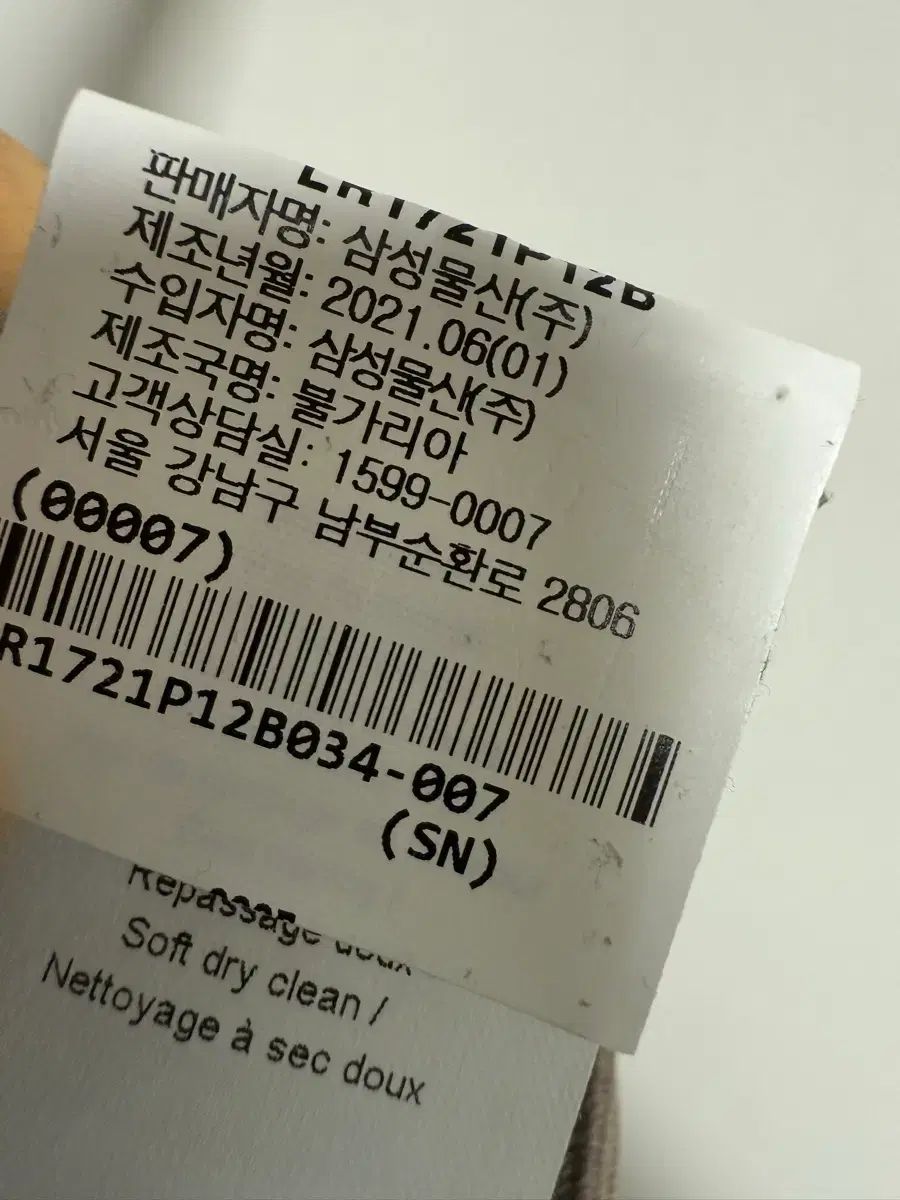 판매자명: 삼성물산(주)
제조년월: 2021.06(01)
수입자명: 삼성물산(주)
제조국명: 불가리아
고객상담실: 1599-0007
서울 강남구 남부순환로 2806
(00007)
R1721P12B034-007
(SN)
Repassage doux
Soft dry clean /
Nettoyage à sec doux